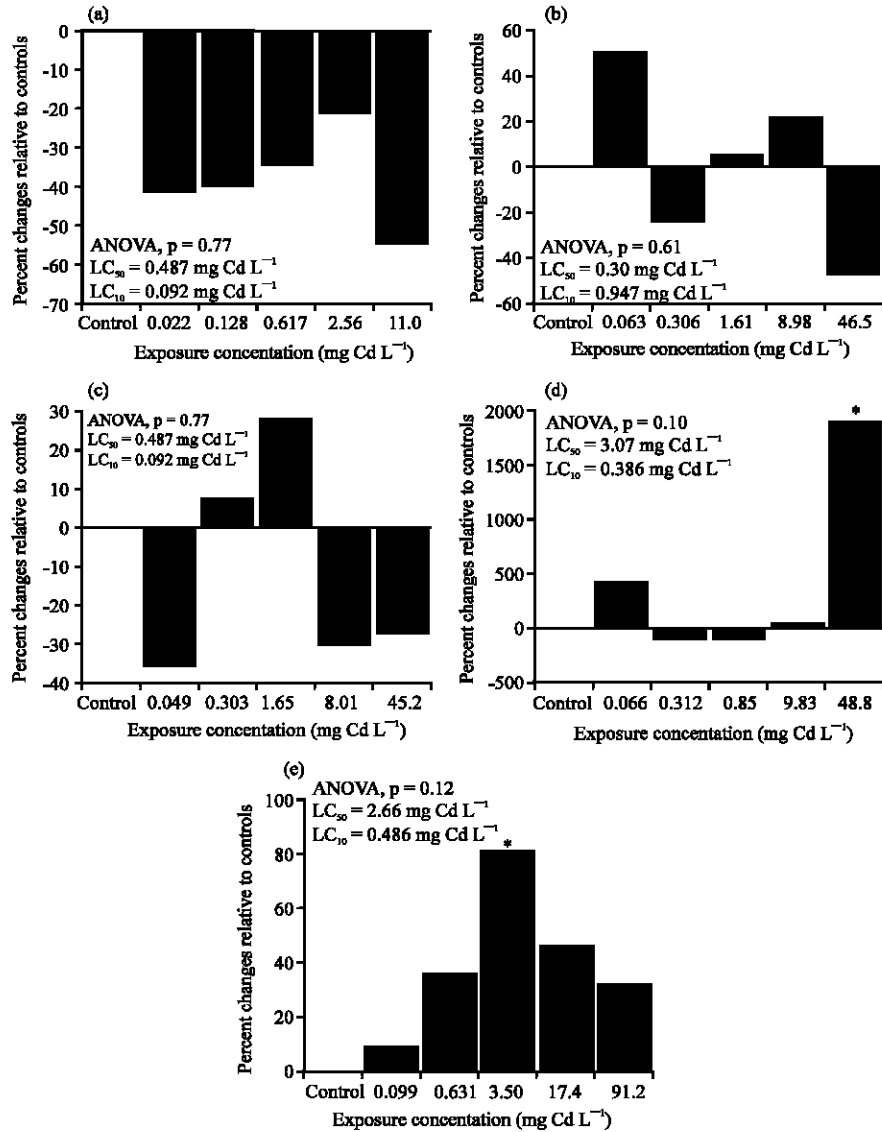 (a)
Percent changes relative to controls
0
-10
-20
-30
-40
-50
-60
-70
ANOVA, p = 0.77
LC₅₀ = 0.487 mg Cd L⁻¹
LC₁₀ = 0.092 mg Cd L⁻¹
Control 0.022 0.128 0.617 2.56 11.0
Exposure concentation (mg Cd L⁻¹)
(b)
Percent changes relative to controls
60
40
20
0
-20
-40
-60
ANOVA, p = 0.61
LC₅₀ = 0.30 mg Cd L⁻¹
LC₁₀ = 0.947 mg Cd L⁻¹
Control 0.063 0.306 1.61 8.98 46.5
Exposure concentation (mg Cd L⁻¹)
(c)
Percent changes relative to controls
30
20
10
0
-10
-20
-30
-40
ANOVA, p = 0.77
LC₅₀ = 0.487 mg Cd L⁻¹
LC₁₀ = 0.092 mg Cd L⁻¹
Control 0.049 0.303 1.65 8.01 45.2
Exposure concentation (mg Cd L⁻¹)
(d)
Percent changes relative to controls
2000
1500
1000
500
0
-500
ANOVA, p = 0.10
LC₅₀ = 3.07 mg Cd L⁻¹
LC₁₀ = 0.386 mg Cd L⁻¹
*
Control 0.066 0.312 0.85 9.83 48.8
Exposure concentation (mg Cd L⁻¹)
(e)
Percent changes relative to controls
100
80
60
40
20
0
ANOVA, p = 0.12
LC₅₀ = 2.66 mg Cd L⁻¹
LC₁₀ = 0.486 mg Cd L⁻¹
*
Control 0.099 0.631 3.50 17.4 91.2
Exposure concentation (mg Cd L⁻¹)